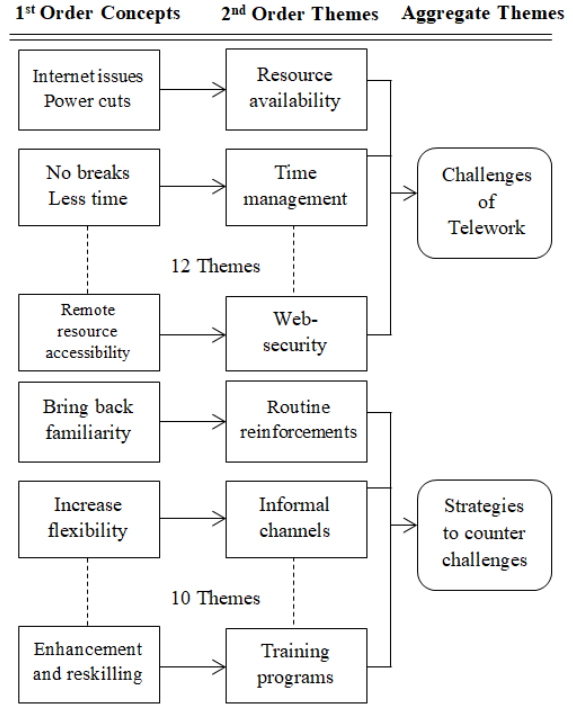 1st Order Concepts
2nd Order Themes
Aggregate Themes
Internet issues
Power cuts
Resource
availability
No breaks
Less time
Time
management
Challenges
of
Telework
12 Themes
Remote
resource
accessibility
Web-
security
Bring back
familiarity
Routine
reinforcements
Increase
flexibility
Informal
channels
Strategies
to counter
challenges
10 Themes
Enhancement
and reskilling
Training
programs